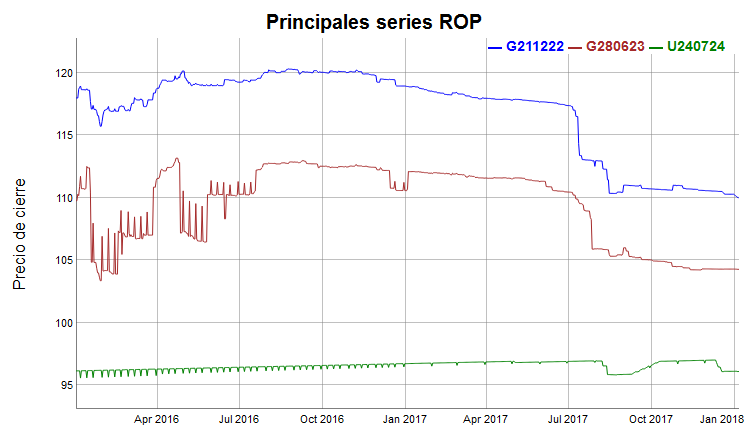 Principales series ROP
G211222 G280623 U240724
Precio de cierre
120
115
110
105
100
95
Apr 2016 Jul 2016 Oct 2016 Jan 2017 Apr 2017 Jul 2017 Oct 2017 Jan 2018